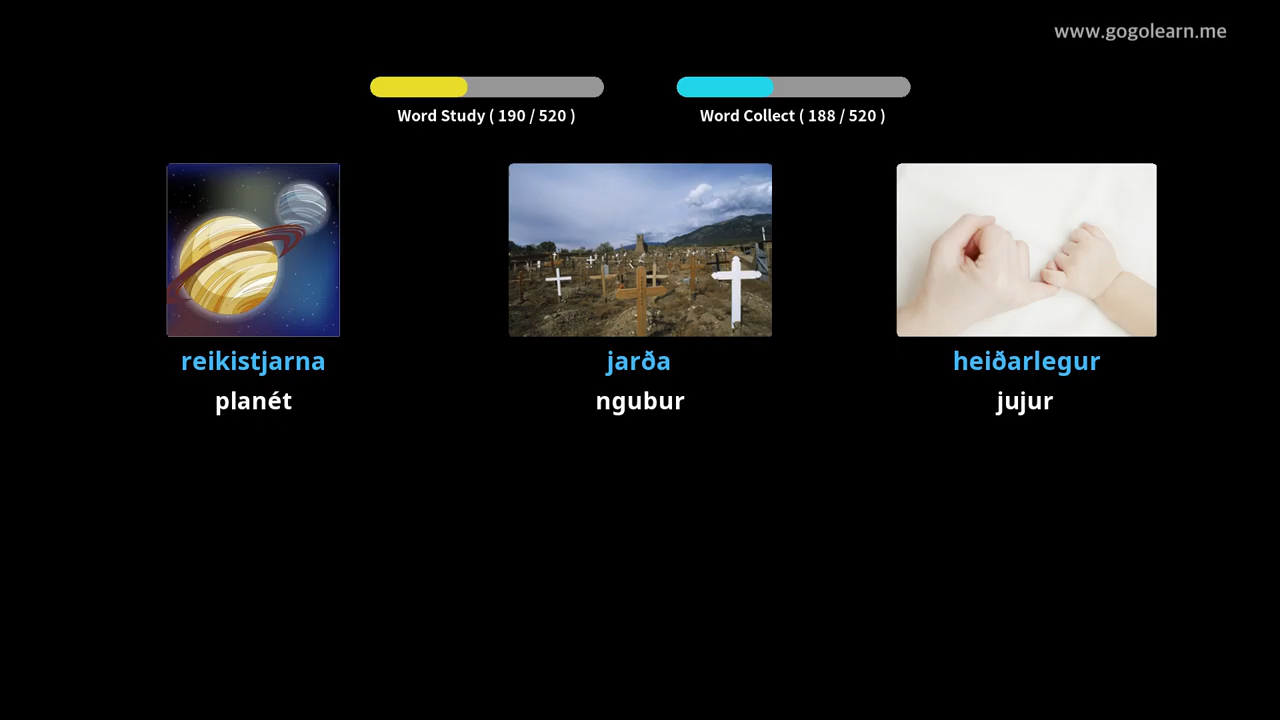 www.gogolearn.me
Word Study ( 190 / 520 )
Word Collect ( 188 / 520 )
reikistjarna
jarða
heiðarlegur
planét
ngubur
jujur